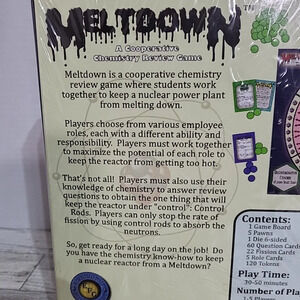 MELTDOWN
TM
A Cooperative
Chemistry Review Game
Meltdown is a cooperative chemistry
review game where students work
together to keep a nuclear power plant
from melting down.
Players choose from various employee
roles, each with a different ability and
responsibility. Players must work together
to maximize the potential of each role to
keep the reactor from getting too hot.
That's not all! Players must also use their
knowledge of chemistry to answer review
questions to obtain the one thing that will
keep the reactor under "control": Control
Rods. Players can only stop the rate of
fission by using control rods to absorb the
neutrons.
So, get ready for a long day on the job! Do
you have the chemistry know-how to keep
a nuclear reactor from a Meltdown?
Contents:
1 Game Board
5 Pawns
1 Die 6-sided
60 Question Cards
22 Fission Cards
5 Role Cards
120 Tokens
Play Time:
30-50 minutes
Number of Pla